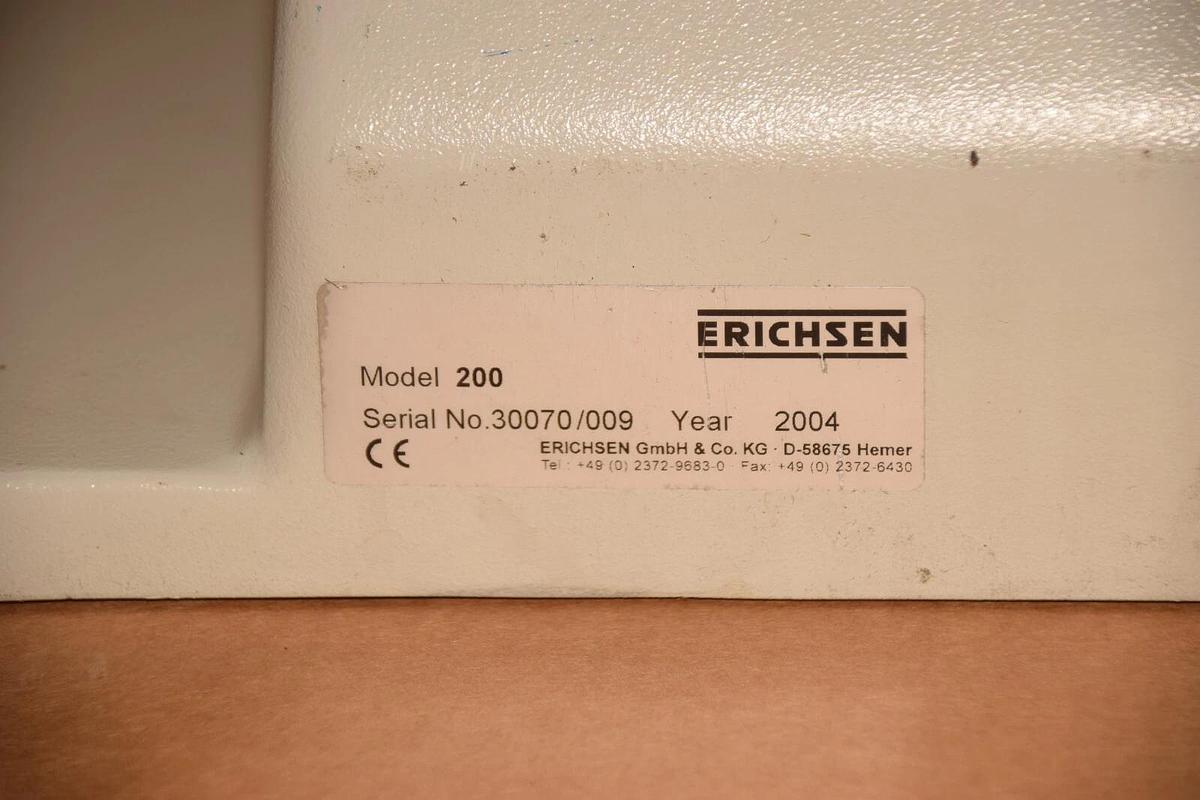 ERICHSEN
Model 200
Serial No.30070/009 Year 2004
CE ERICHSEN GmbH & Co. KG · D-58675 Hemer
Tel.: +49 (0) 2372-9683-0 · Fax: +49 (0) 2372-6430